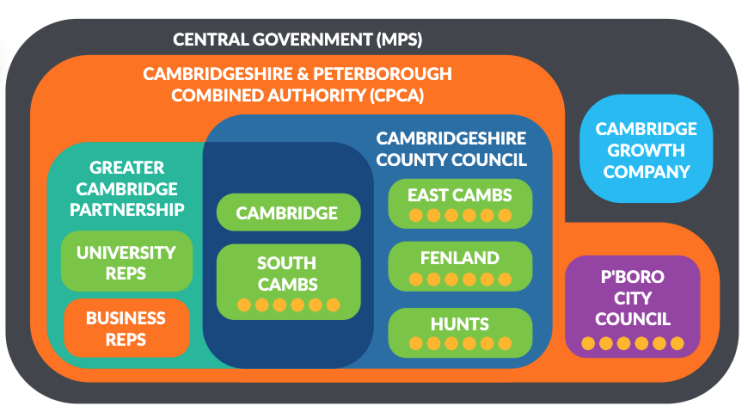 CENTRAL GOVERNMENT (MPS)
CAMBRIDGESHIRE & PETERBOROUGH
COMBINED AUTHORITY (CPCA)
GREATER
CAMBRIDGE
PARTNERSHIP
UNIVERSITY
REPS
BUSINESS
REPS
CAMBRIDGE
SOUTH
CAMBS
CAMBRIDGESHIRE
COUNTY COUNCIL
EAST CAMBS
FENLAND
HUNTS
CAMBRIDGE
GROWTH
COMPANY
P'BORO
CITY
COUNCIL